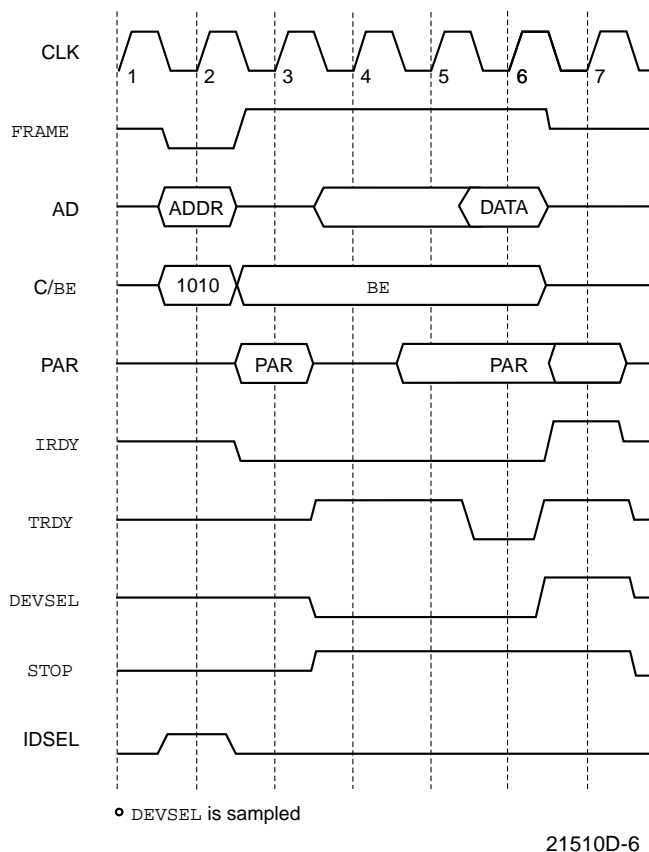 CLK
1 2 3 4 5 6 7
FRAME
AD ADDR DATA
C/BE 1010 BE
PAR PAR PAR
IRDY
TRDY
DEVSEL
STOP
IDSEL
DEVSEL is sampled
21510D-6